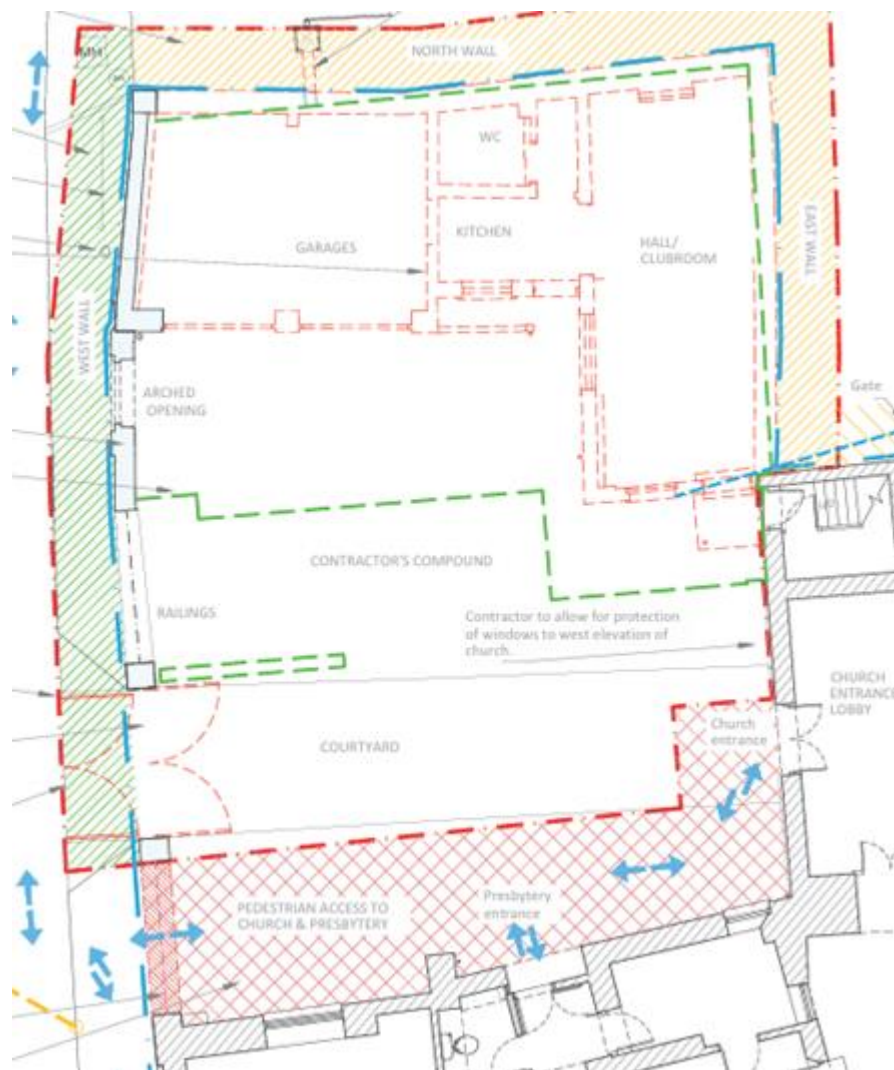 MH
NORTH WALL
WC
GARAGES
KITCHEN
HALL/
CLUBROOM
EAST WALL
WEST WALL
ARCHED
OPENING
Gate
CONTRACTOR'S COMPOUND
RAILINGS
Contractor to allow for protection
of windows to west elevation of
church.
CHURCH
ENTRANCE
LOBBY
Church
entrance
COURTYARD
Presbytery
entrance
PEDESTRIAN ACCESS TO
CHURCH & PRESBYTERY